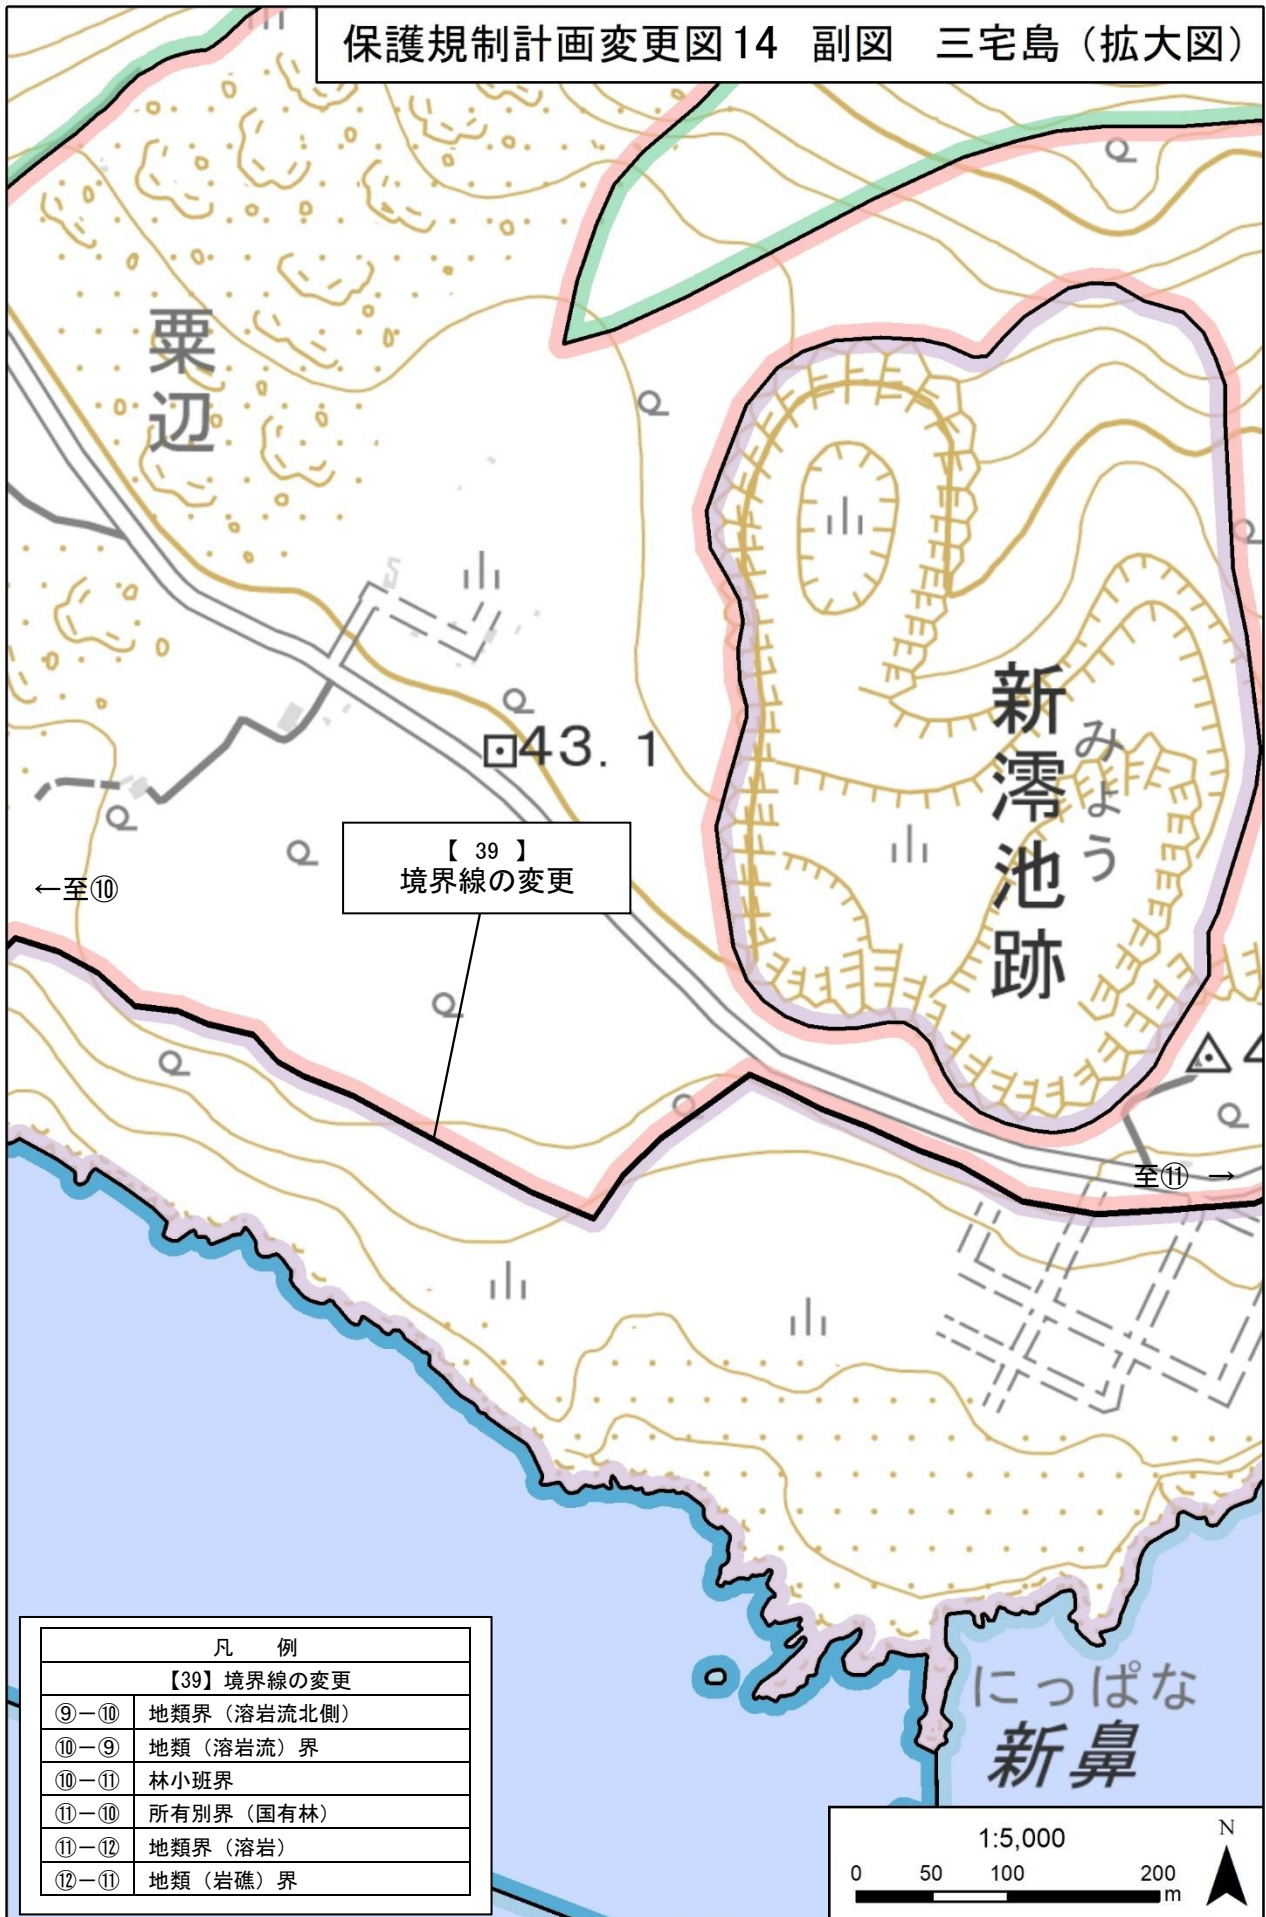 保護規制計画変更図14　副図　三宅島（拡大図）
粟辺
43. 1
新澪池跡
みょう
【 39 】
境界線の変更
←至⑩
4
至⑪ →
にっぱな
新鼻
凡　例
【39】境界線の変更
⑨－⑩ 地類界（溶岩流北側）
⑩－⑨ 地類（溶岩流）界
⑩－⑪ 林小班界
⑪－⑩ 所有別界（国有林）
⑪－⑫ 地類界（溶岩）
⑫－⑪ 地類（岩礁）界
1:5,000
N
0 50 100 200
m